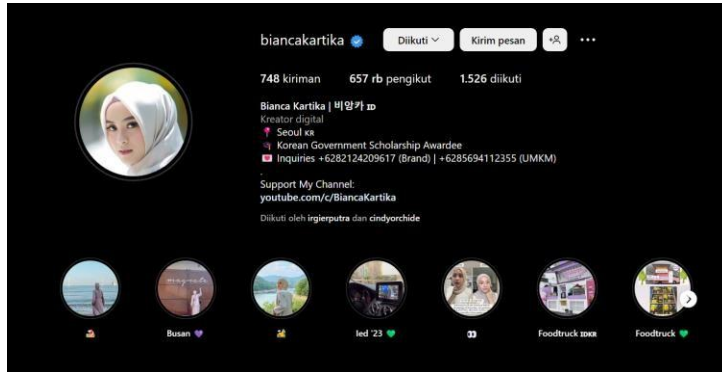 biancakartika Diikuti Kirim pesan
748 kiriman 657 rb pengikut 1.526 diikuti
Bianca Kartika | 비앙카 ID
Kreator digital
Seoul KR
Korean Government Scholarship Awardee
Inquiries +6282124209617 (Brand) | +6285694112355 (UMKM)
.
Support My Channel:
youtube.com/c/BiancaKartika
Diikuti oleh irgierputra dan cindyorchide
Busan Ied '23 Foodtruck IDKR Foodtruck